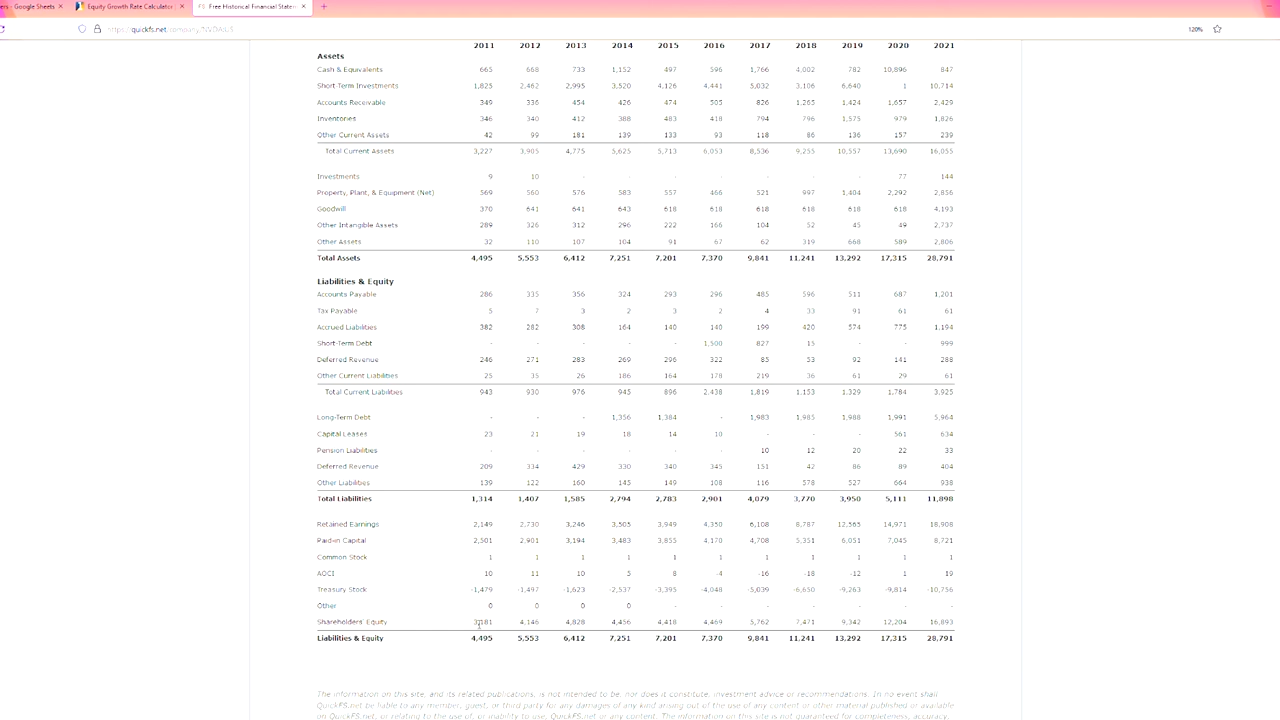 ers - Google Sheets × Equity Growth Rate Calculator × Free Historical Financial Statem × +
120%
2011 2012 2013 2014 2015 2016 2017 2018 2019 2020 2021
Assets
Cash & Equivalents 665 668 733 1,152 497 596 1,766 4,002 782 10,896 847
Short-Term Investments 1,825 2,462 2,995 3,520 4,126 4,441 5,032 3,106 6,640 1 10,714
Accounts Receivable 349 336 454 426 474 505 826 1,265 1,424 1,657 2,429
Inventories 346 340 412 388 483 418 794 796 1,575 979 1,826
Other Current Assets 42 99 181 139 133 93 118 86 136 157 239
Total Current Assets 3,227 3,905 4,775 5,625 5,713 6,053 8,536 9,255 10,557 13,690 16,055
Investments 9 10 - - - - - - - 77 144
Property, Plant, & Equipment (Net) 569 560 576 583 557 466 521 997 1,404 2,292 2,856
Goodwill 370 641 641 643 618 618 618 618 618 618 4,193
Other Intangible Assets 289 326 312 296 222 166 104 52 45 49 2,737
Other Assets 32 110 107 104 91 67 62 319 668 589 2,806
Total Assets 4,495 5,553 6,412 7,251 7,201 7,370 9,841 11,241 13,292 17,315 28,791
Liabilities & Equity
Accounts Payable 286 335 356 324 293 296 485 596 511 687 1,201
Tax Payable 5 7 3 2 3 2 4 33 91 61 61
Accrued Liabilities 382 282 308 164 140 140 199 420 574 775 1,194
Short-Term Debt - - - - - 1,500 827 15 - - 999
Deferred Revenue 246 271 283 269 296 322 85 53 92 141 288
Other Current Liabilities 25 35 26 186 164 178 219 36 61 29 61
Total Current Liabilities 943 930 976 945 896 2,438 1,819 1,153 1,329 1,784 3,925
Long-Term Debt - - - 1,356 1,384 - 1,983 1,985 1,988 1,991 5,964
Capital Leases 23 21 19 18 14 10 - - - 561 634
Pension Liabilities - - - - - - 10 12 20 22 33
Deferred Revenue 209 334 429 330 340 345 151 42 86 89 404
Other Liabilities 139 122 160 145 149 108 116 578 527 664 938
Total Liabilities 1,314 1,407 1,585 2,794 2,783 2,901 4,079 3,770 3,950 5,111 11,898
Retained Earnings 2,149 2,730 3,246 3,505 3,949 4,350 6,108 8,787 12,565 14,971 18,908
Paid-in Capital 2,501 2,901 3,194 3,483 3,855 4,170 4,708 5,351 6,051 7,045 8,721
Common Stock 1 1 1 1 1 1 1 1 1 1 1
AOCI 10 11 10 5 8 -4 -16 -18 -12 1 19
Treasury Stock -1,479 -1,497 -1,623 -2,537 -3,395 -4,048 -5,039 -6,650 -9,263 -9,814 -10,756
Other 0 0 0 0 - - - - - - -
Shareholders' Equity 3,181 4,146 4,828 4,456 4,418 4,469 5,762 7,471 9,342 12,204 16,893
Liabilities & Equity 4,495 5,553 6,412 7,251 7,201 7,370 9,841 11,241 13,292 17,315 28,791
The information on this site, and its related publications, is not intended to be, nor does it constitute, investment advice or recommendations. In no event shall
QuickFS.net be liable to any member, guest, or third party for any damages of any kind arising out of the use of any content or other material published or available
on QuickFS.net, or relating to the use of, or inability to use, QuickFS.net or any content. The information on this site is not guaranteed for completeness, accuracy,